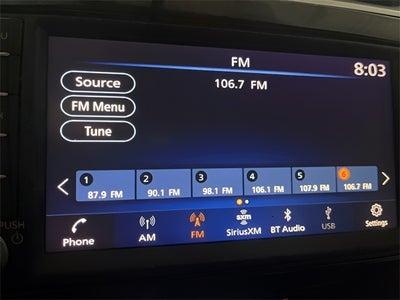 FM
8:03
Source
106.7 FM
FM Menu
Tune
1 2 3 4 5 6
87.9 FM 90.1 FM 98.1 FM 106.1 FM 107.9 FM 106.7 FM
Phone AM FM SiriusXM BT Audio USB Settings
PUSH